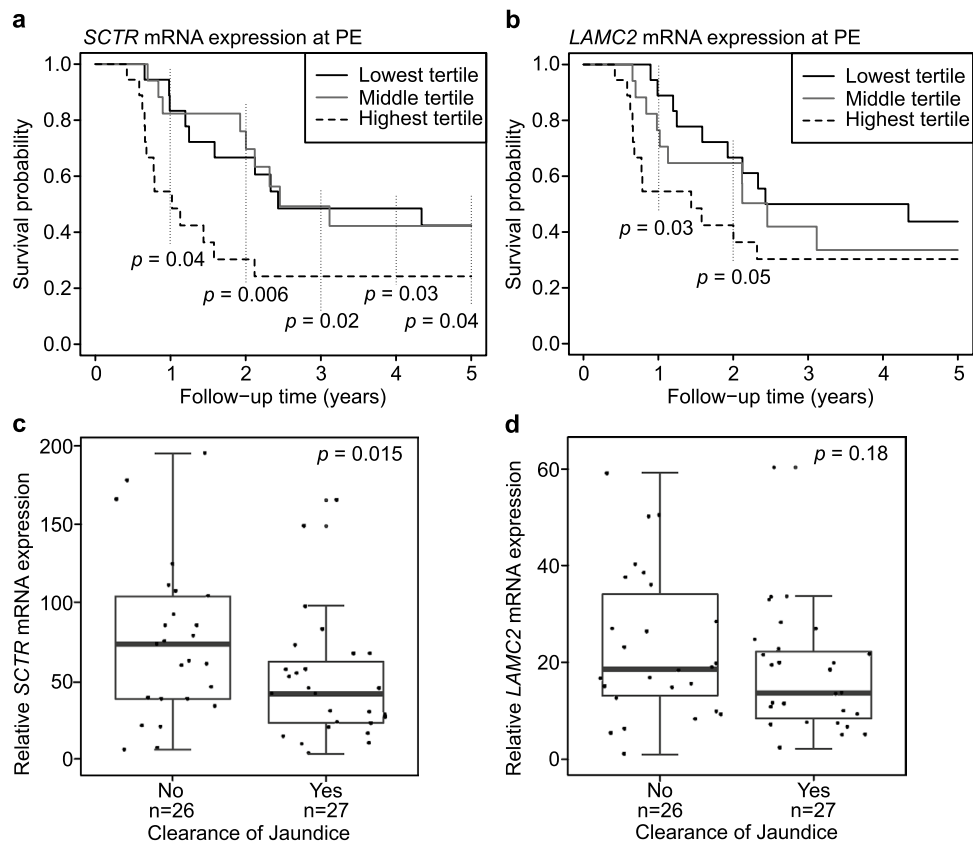 a
SCTR mRNA expression at PE
1.0
0.8
0.6
0.4
0.2
0.0
Survival probability
Lowest tertile
Middle tertile
Highest tertile
p = 0.04
p = 0.006
p = 0.02
p = 0.03
p = 0.04
0 1 2 3 4 5
Follow-up time (years)
b
LAMC2 mRNA expression at PE
1.0
0.8
0.6
0.4
0.2
0.0
Survival probability
Lowest tertile
Middle tertile
Highest tertile
p = 0.03
p = 0.05
0 1 2 3 4 5
Follow-up time (years)
c
200
150
100
50
0
Relative SCTR mRNA expression
p = 0.015
No Yes
n=26 n=27
Clearance of Jaundice
d
60
40
20
0
Relative LAMC2 mRNA expression
p = 0.18
No Yes
n=26 n=27
Clearance of Jaundice